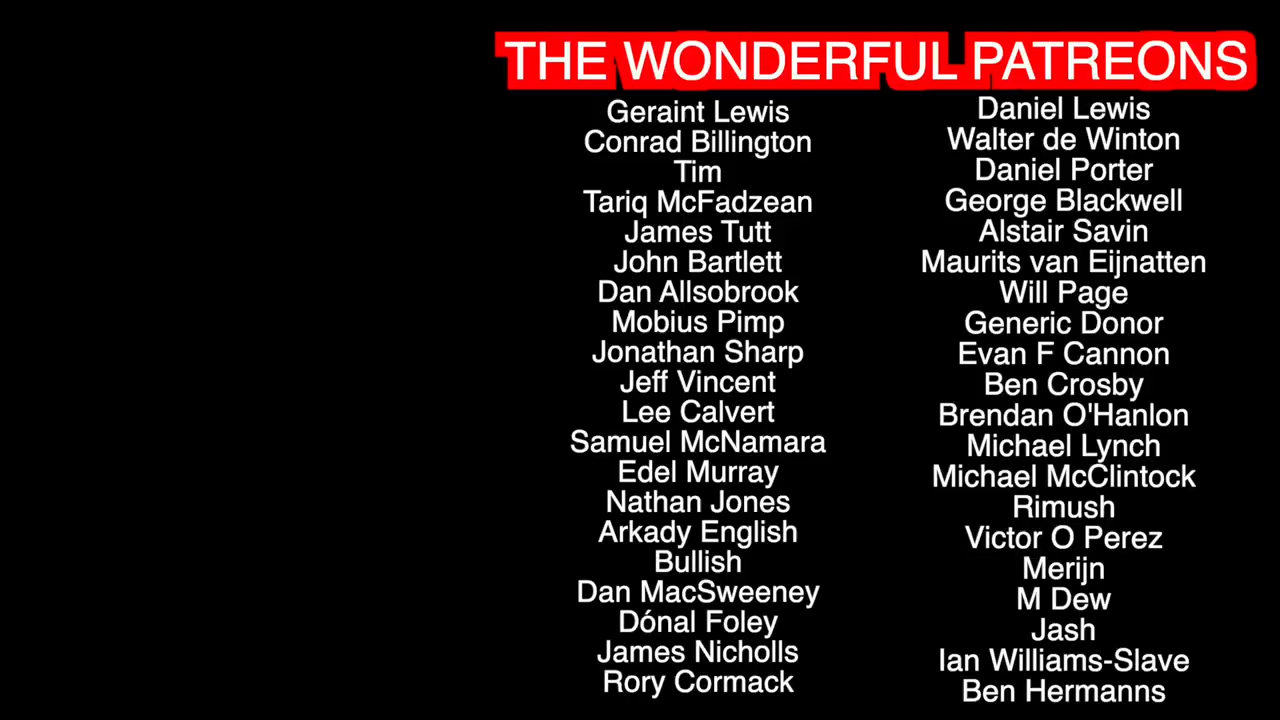 THE WONDERFUL PATREONS
Geraint Lewis
Conrad Billington
Tim
Tariq McFadzean
James Tutt
John Bartlett
Dan Allsobrook
Mobius Pimp
Jonathan Sharp
Jeff Vincent
Lee Calvert
Samuel McNamara
Edel Murray
Nathan Jones
Arkady English
Bullish
Dan MacSweeney
Dónal Foley
James Nicholls
Rory Cormack
Daniel Lewis
Walter de Winton
Daniel Porter
George Blackwell
Alstair Savin
Maurits van Eijnatten
Will Page
Generic Donor
Evan F Cannon
Ben Crosby
Brendan O'Hanlon
Michael Lynch
Michael McClintock
Rimush
Victor O Perez
Merijn
M Dew
Jash
Ian Williams-Slave
Ben Hermanns